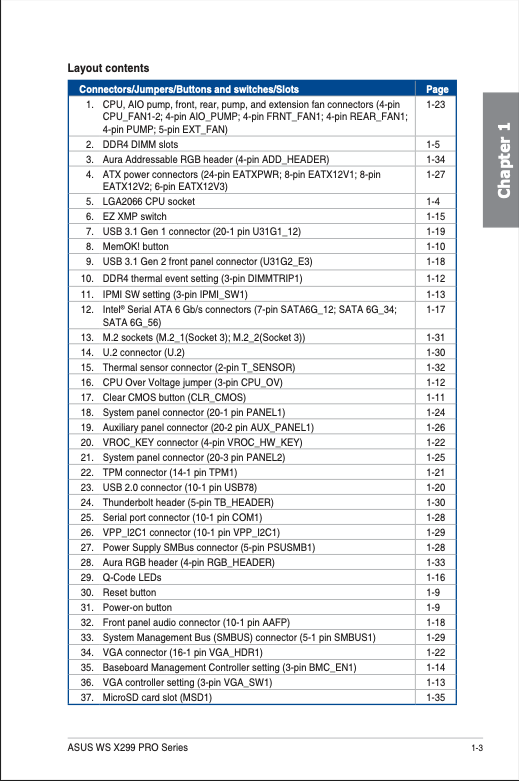 Layout contents
Connectors/Jumpers/Buttons and switches/Slots Page
1. CPU, AIO pump, front, rear, pump, and extension fan connectors (4-pin 1-23
CPU_FAN1-2; 4-pin AIO_PUMP; 4-pin FRNT_FAN1; 4-pin REAR_FAN1;
4-pin PUMP; 5-pin EXT_FAN)
2. DDR4 DIMM slots 1-5
3. Aura Addressable RGB header (4-pin ADD_HEADER) 1-34
4. ATX power connectors (24-pin EATXPWR; 8-pin EATX12V1; 8-pin 1-27
EATX12V2; 6-pin EATX12V3)
5. LGA2066 CPU socket 1-4
6. EZ XMP switch 1-15
7. USB 3.1 Gen 1 connector (20-1 pin U31G1_12) 1-19
8. MemOK! button 1-10
9. USB 3.1 Gen 2 front panel connector (U31G2_E3) 1-18
10. DDR4 thermal event setting (3-pin DIMMTRIP1) 1-12
11. IPMI SW setting (3-pin IPMI_SW1) 1-13
12. Intel® Serial ATA 6 Gb/s connectors (7-pin SATA6G_12; SATA 6G_34; 1-17
SATA 6G_56)
13. M.2 sockets (M.2_1(Socket 3); M.2_2(Socket 3)) 1-31
14. U.2 connector (U.2) 1-30
15. Thermal sensor connector (2-pin T_SENSOR) 1-32
16. CPU Over Voltage jumper (3-pin CPU_OV) 1-12
17. Clear CMOS button (CLR_CMOS) 1-11
18. System panel connector (20-1 pin PANEL1) 1-24
19. Auxiliary panel connector (20-2 pin AUX_PANEL1) 1-26
20. VROC_KEY connector (4-pin VROC_HW_KEY) 1-22
21. System panel connector (20-3 pin PANEL2) 1-25
22. TPM connector (14-1 pin TPM1) 1-21
23. USB 2.0 connector (10-1 pin USB78) 1-20
24. Thunderbolt header (5-pin TB_HEADER) 1-30
25. Serial port connector (10-1 pin COM1) 1-28
26. VPP_I2C1 connector (10-1 pin VPP_I2C1) 1-29
27. Power Supply SMBus connector (5-pin PSUSMB1) 1-28
28. Aura RGB header (4-pin RGB_HEADER) 1-33
29. Q-Code LEDs 1-16
30. Reset button 1-9
31. Power-on button 1-9
32. Front panel audio connector (10-1 pin AAFP) 1-18
33. System Management Bus (SMBUS) connector (5-1 pin SMBUS1) 1-29
34. VGA connector (16-1 pin VGA_HDR1) 1-22
35. Baseboard Management Controller setting (3-pin BMC_EN1) 1-14
36. VGA controller setting (3-pin VGA_SW1) 1-13
37. MicroSD card slot (MSD1) 1-35
Chapter 1
ASUS WS X299 PRO Series 1-3